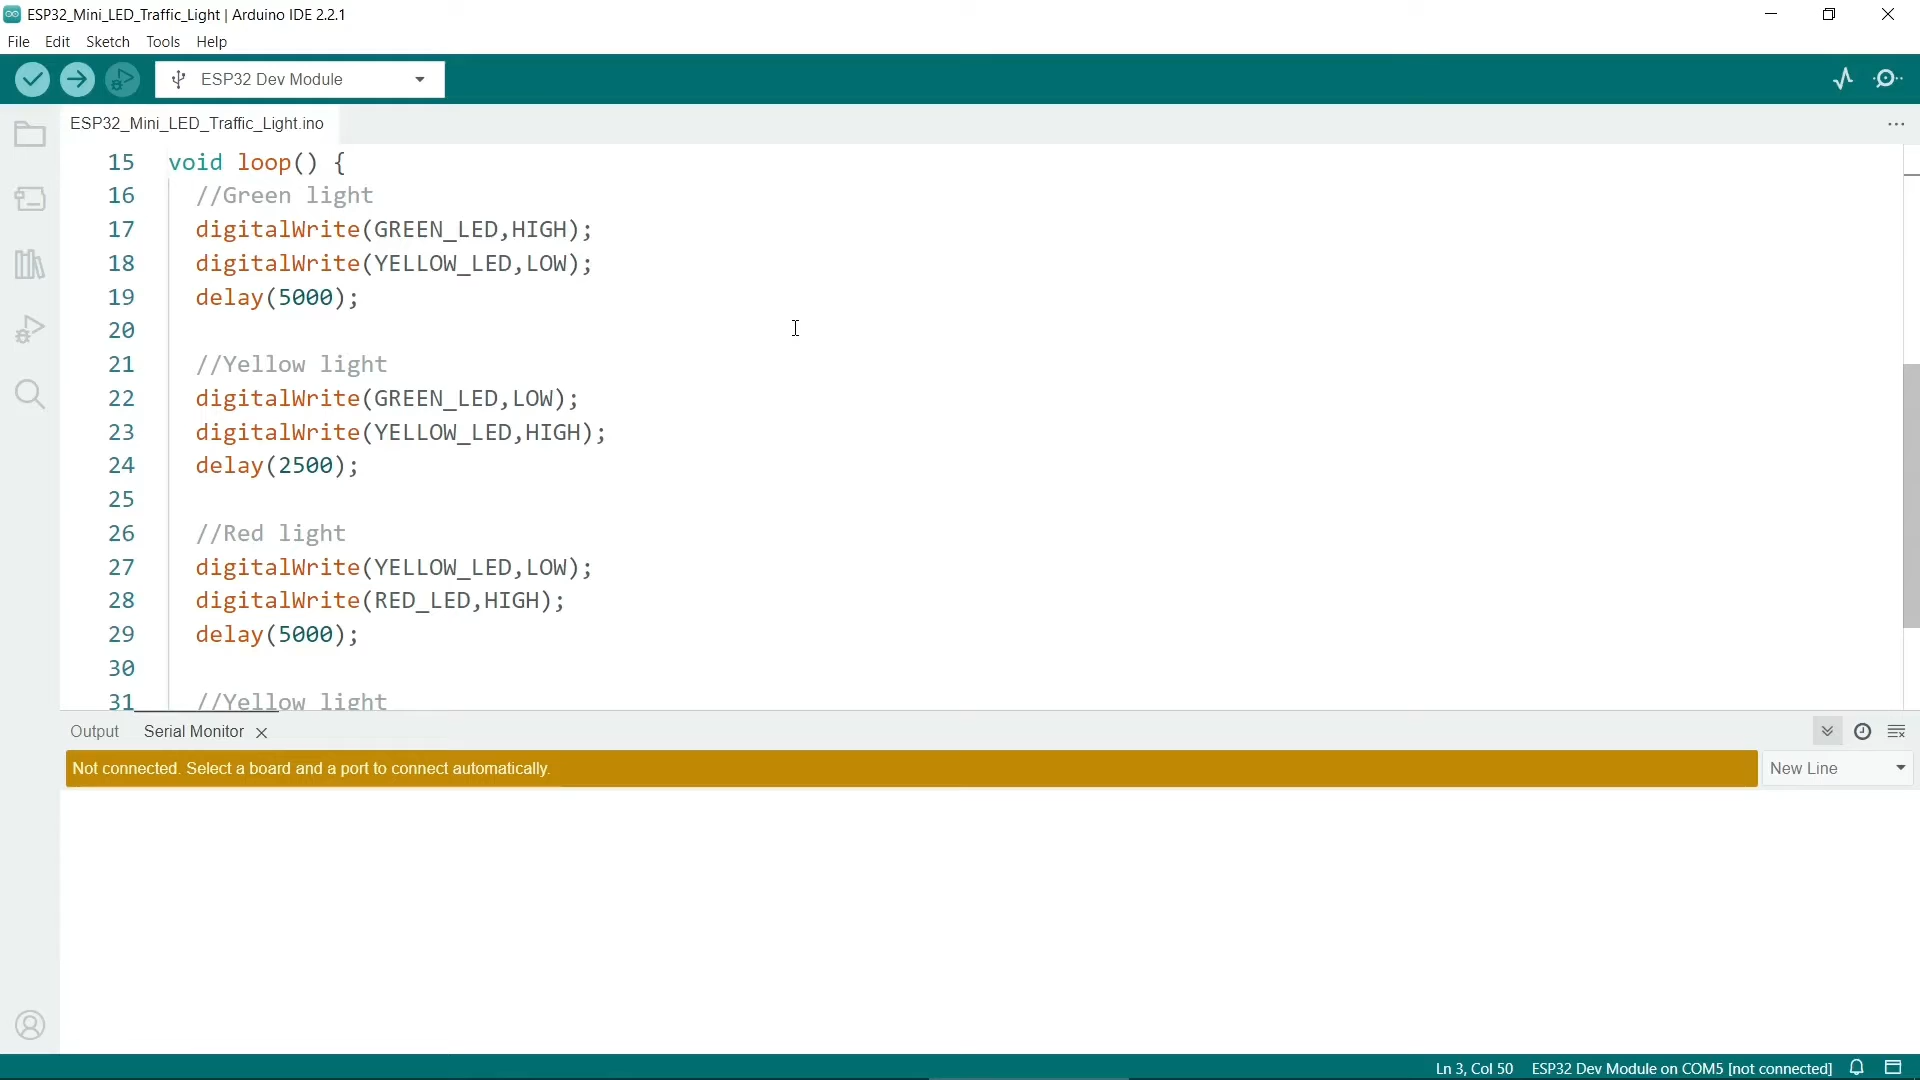 ESP32_Mini_LED_Traffic_Light | Arduino IDE 2.2.1
File Edit Sketch Tools Help
ESP32 Dev Module
ESP32_Mini_LED_Traffic_Light.ino
15 void loop() {
16 //Green light
17 digitalWrite(GREEN_LED,HIGH);
18 digitalWrite(YELLOW_LED,LOW);
19 delay(5000);
20
21 //Yellow light
22 digitalWrite(GREEN_LED,LOW);
23 digitalWrite(YELLOW_LED,HIGH);
24 delay(2500);
25
26 //Red light
27 digitalWrite(YELLOW_LED,LOW);
28 digitalWrite(RED_LED,HIGH);
29 delay(5000);
30
31 //Yellow light
Output Serial Monitor
Not connected. Select a board and a port to connect automatically.
New Line
Ln 3, Col 50 ESP32 Dev Module on COM5 [not connected]